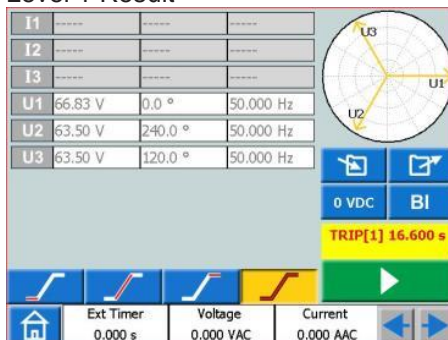 Level 1 Result
I1 ----- ----- -----
I2 ----- ----- -----
I3 ----- ----- -----
U1 66.83 V 0.0 ° 50.000 Hz
U2 63.50 V 240.0 ° 50.000 Hz
U3 63.50 V 120.0 ° 50.000 Hz
U3
U1
U2
0 VDC BI
TRIP[1] 16.600 s
Ext Timer Voltage Current
0.000 s 0.000 VAC 0.000 AAC